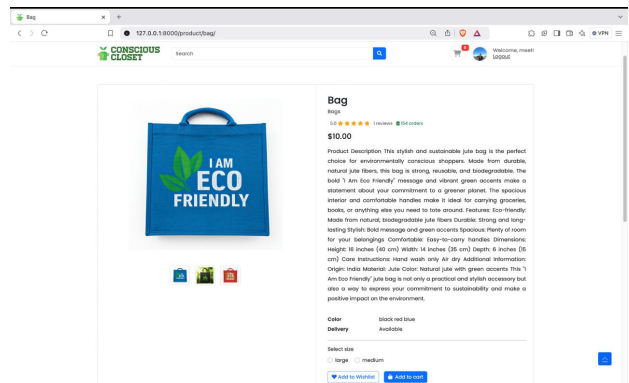 Bag
127.0.0.1:8000/product/bag/
VPN
CONSCIOUS
CLOSET
Search
Welcome, meet!
Logout
I AM
ECO
FRIENDLY
Bag
Bags
5.0 1 reviews 154 orders
$10.00
Product Description This stylish and sustainable jute bag is the perfect
choice for environmentally conscious shoppers. Made from durable,
natural jute fibers, this bag is strong, reusable, and biodegradable. The
bold "I Am Eco Friendly" message and vibrant green accents make a
statement about your commitment to a greener planet. The spacious
interior and comfortable handles make it ideal for carrying groceries,
books, or anything else you need to tote around. Features: Eco-friendly:
Made from natural, biodegradable jute fibers Durable: Strong and long-
lasting Stylish: Bold message and green accents Spacious: Plenty of room
for your belongings Comfortable: Easy-to-carry handles Dimensions:
Height: 16 inches (40 cm) Width: 14 inches (35 cm) Depth: 6 inches (15
cm) Care Instructions: Hand wash only Air dry Additional Information:
Origin: India Material: Jute Color: Natural jute with green accents This "I
Am Eco Friendly" jute bag is not only a practical and stylish accessory but
also a way to express your commitment to sustainability and make a
positive impact on the environment.
Color black red blue
Delivery Available
Select size
large medium
Add to Wishlist Add to cart